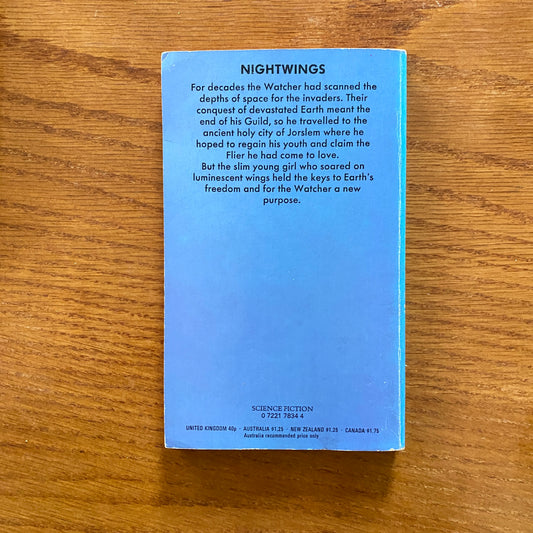 NIGHTWINGS
For decades the Watcher had scanned the
depths of space for the invaders. Their
conquest of devastated Earth meant the
end of his Guild, so he travelled to the
ancient holy city of Jorslem where he
hoped to regain his youth and claim the
Flier he had come to love.
But the slim young girl who soared on
luminescent wings held the keys to Earth's
freedom and for the Watcher a new
purpose.
SCIENCE FICTION
0 7221 7834 4
UNITED KINGDOM 40p · AUSTRALIA $1.25 · NEW ZEALAND $1.25 · CANADA $1.75
Australia recommended price only